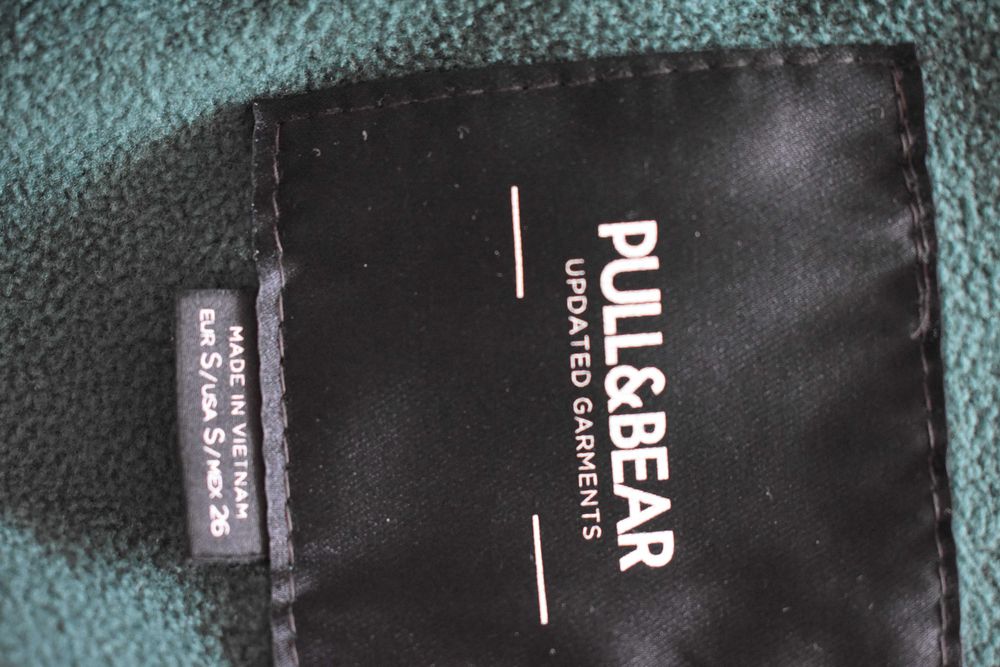 PULL&BEAR
UPDATED GARMENTS
MADE IN VIETNAM
EUR S/USA S/MEX 26